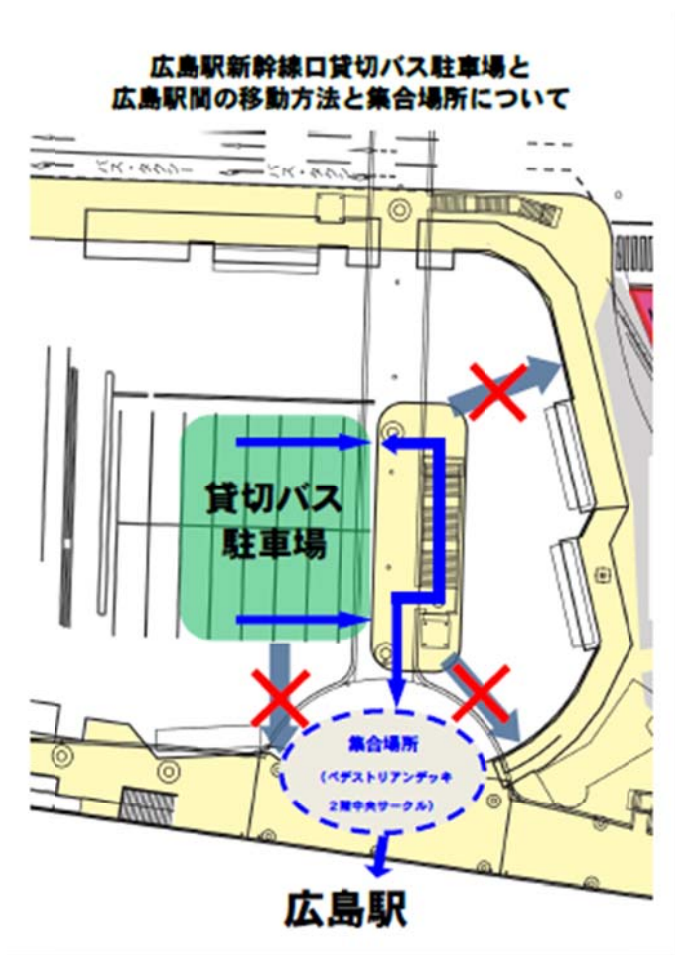 広島駅新幹線口貸切バス駐車場と
広島駅間の移動方法と集合場所について
バス・タクシー
バス・タクシー
貸切バス
駐車場
集合場所
（ペデストリアンデッキ
２階中央サークル）
広島駅